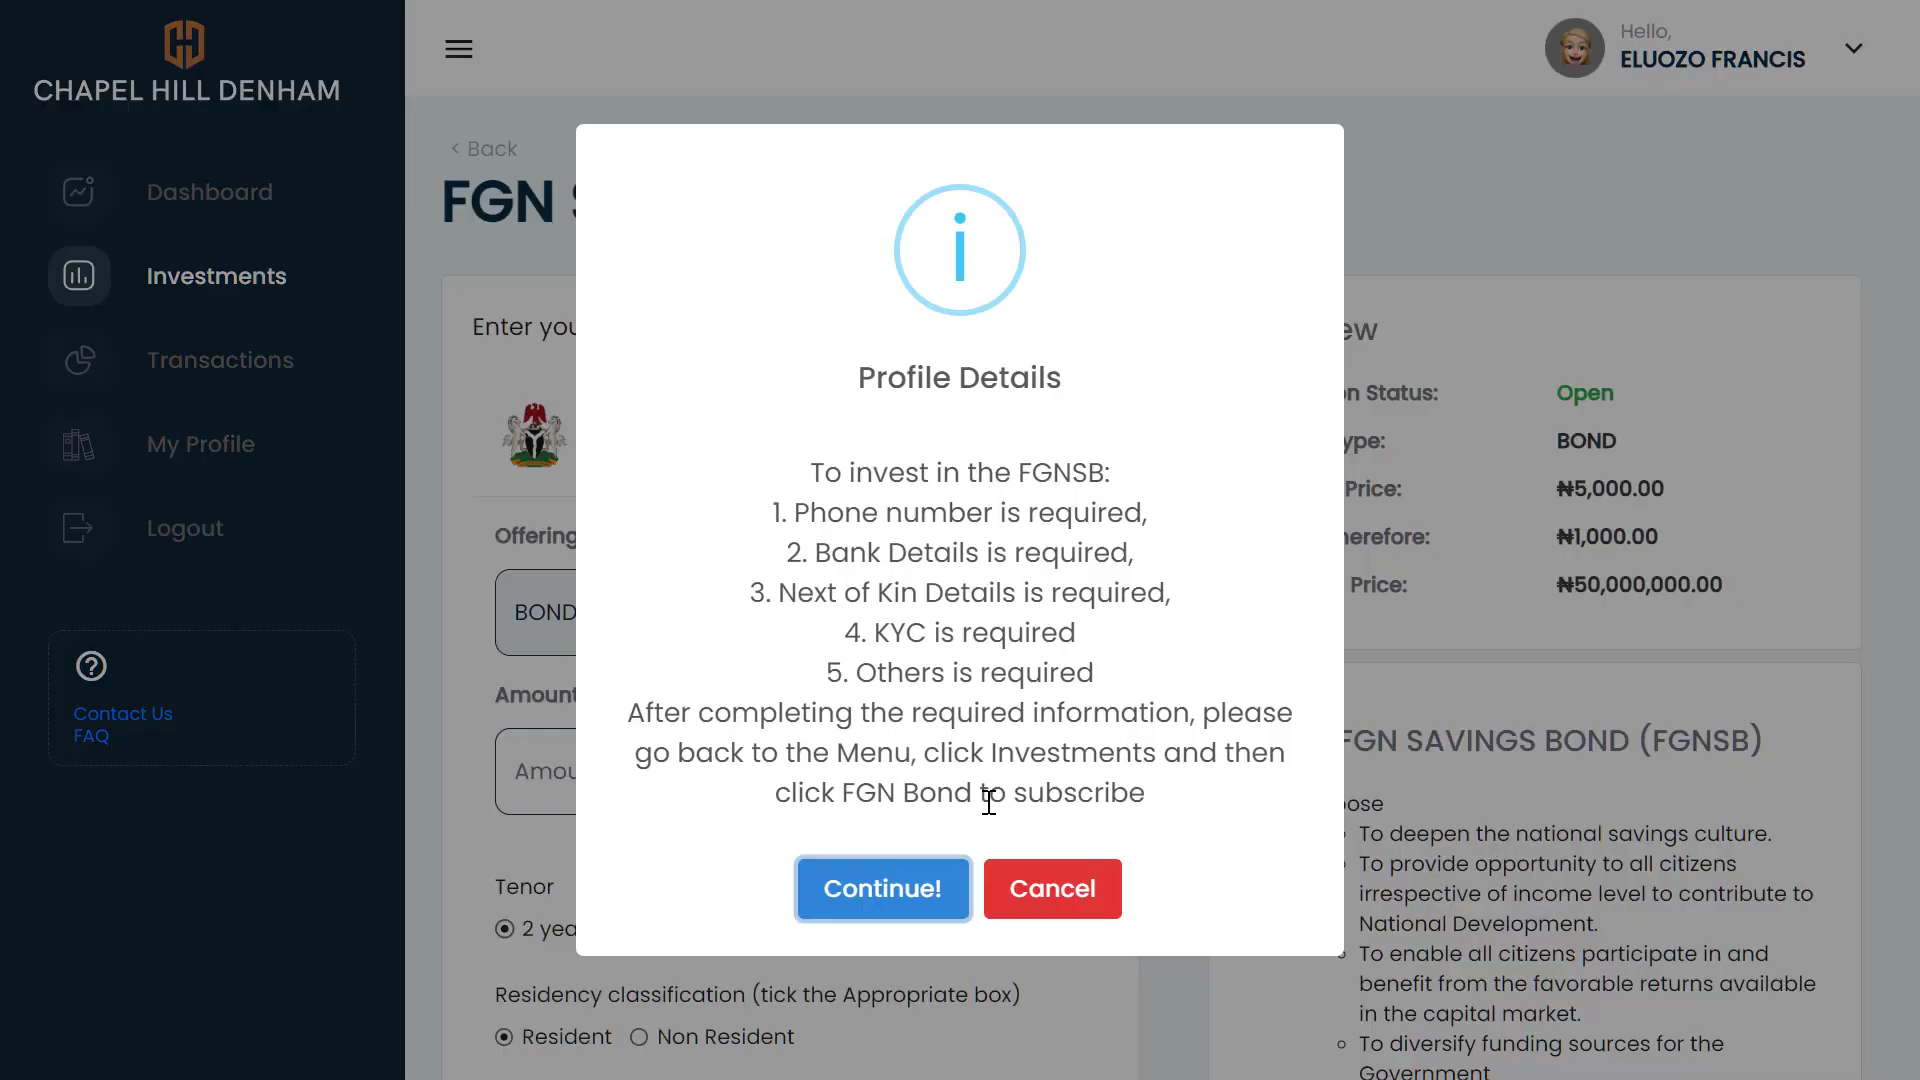 CHAPEL HILL DENHAM
Dashboard
Investments
Transactions
My Profile
Logout
Contact Us
FAQ
Hello,
ELUOZO FRANCIS
< Back
FGN
Enter you
Offering
BOND
Amount
Amou
Tenor
2 yea
Residency classification (tick the Appropriate box)
Resident
Non Resident
Profile Details
To invest in the FGNSB:
1. Phone number is required,
2. Bank Details is required,
3. Next of Kin Details is required,
4. KYC is required
5. Others is required
After completing the required information, please
go back to the Menu, click Investments and then
click FGN Bond to subscribe
Continue!
Cancel
ew
n Status: Open
ype: BOND
Price: ₦5,000.00
herefore: ₦1,000.00
Price: ₦50,000,000.00
FGN SAVINGS BOND (FGNSB)
ose
To deepen the national savings culture.
To provide opportunity to all citizens
irrespective of income level to contribute to
National Development.
To enable all citizens participate in and
benefit from the favorable returns available
in the capital market.
To diversify funding sources for the
Government